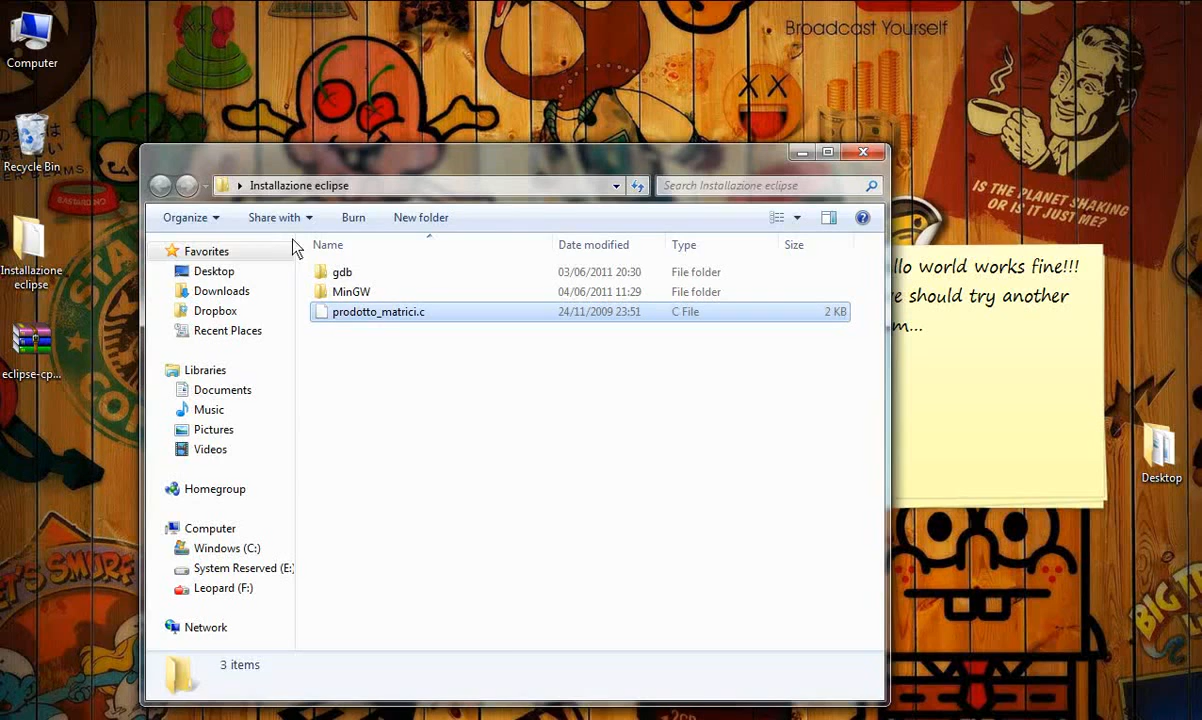 Computer
Recycle Bin
Installazione
eclipse
eclipse-cp...
Broadcast Yourself
IS THE PLANET SHAKING
OR IS IT JUST ME?
Installazione eclipse
Search Installazione eclipse
Organize
Share with
Burn
New folder
Favorites
Desktop
Downloads
Dropbox
Recent Places
Libraries
Documents
Music
Pictures
Videos
Homegroup
Computer
Windows (C:)
System Reserved (E:)
Leopard (F:)
Network
Name Date modified Type Size
gdb 03/06/2011 20:30 File folder
MinGW 04/06/2011 11:29 File folder
prodotto_matrici.c 24/11/2009 23:51 C File 2 KB
3 items
llo world works fine!!!
e should try another
m...
Desktop
LET'S SMURF
BIG